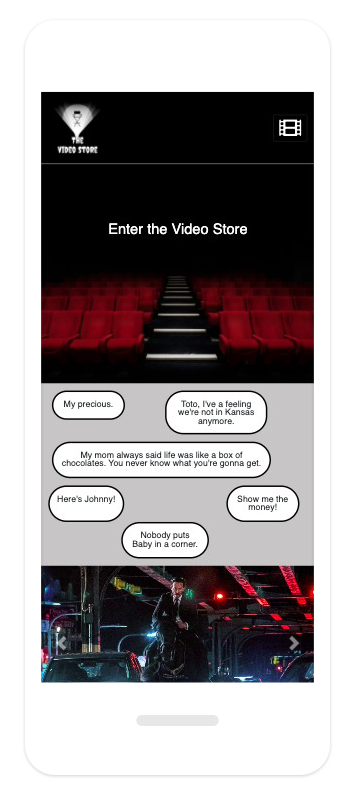 THE
VIDEO STORE
Enter the Video Store
My precious.
Toto, I've a feeling
we're not in Kansas
anymore.
My mom always said life was like a box of
chocolates. You never know what you're gonna get.
Here's Johnny!
Show me the
money!
Nobody puts
Baby in a corner.